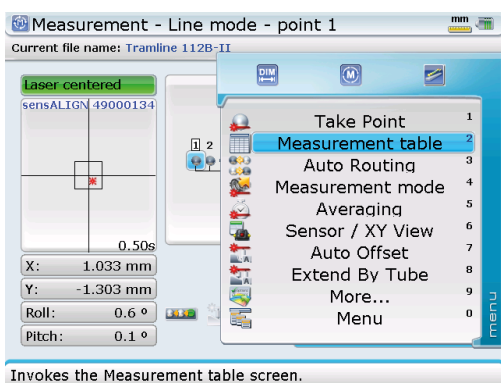 Measurement - Line mode - point 1
mm
Current file name: Tramline 112B-II
DIM
M
Laser centered
sensALIGN 49000134
1 2
0.50s
X: 1.033 mm
Y: -1.303 mm
Roll: 0.6 º
Pitch: 0.1 º
Take Point 1
Measurement table 2
Auto Routing 3
Measurement mode 4
Averaging 5
Sensor / XY View 6
Auto Offset 7
Extend By Tube 8
More... 9
Menu 0
menu
Invokes the Measurement table screen.